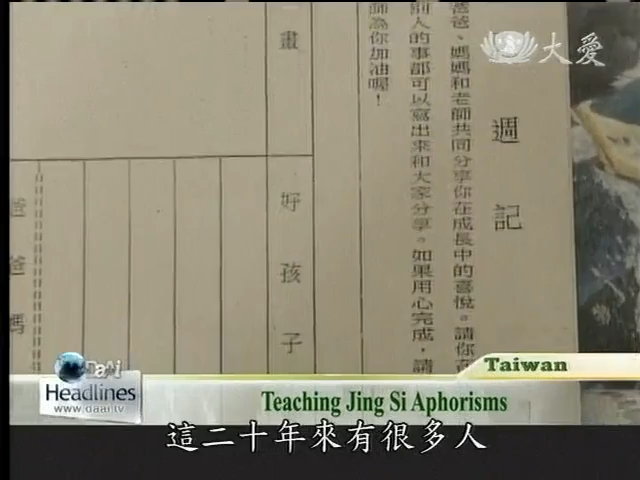 大愛
週記
爸爸、媽媽和老師共同分享你在成長中的喜悅。請你在
別人的事都可以寫出來和大家分享。如果用心完成，請
師為你加油喔！
畫
好孩子
爸爸媽
Taiwan
DaAi
Headlines
www.daai.tv
Teaching Jing Si Aphorisms
這二十年來有很多人